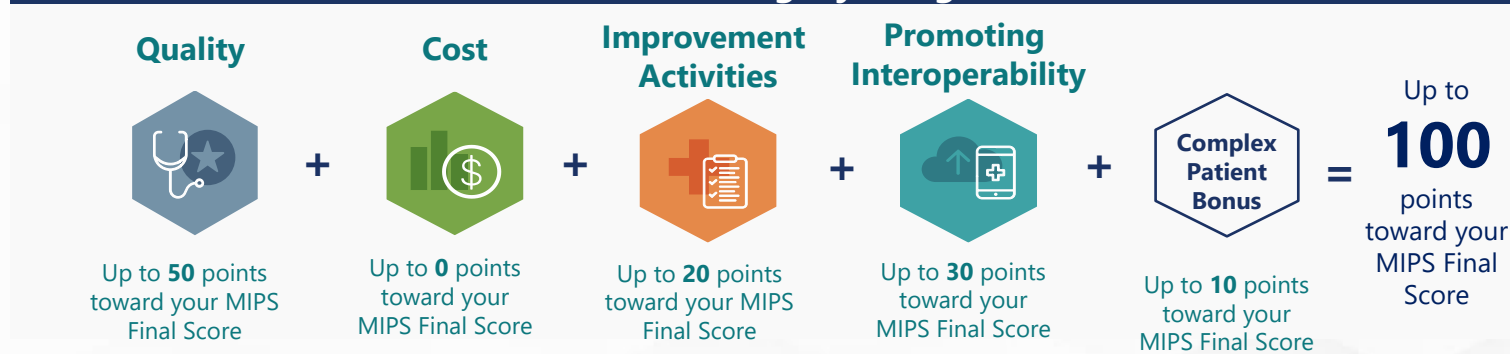 Quality
Up to 50 points
toward your MIPS
Final Score
+
Cost
$
Up to 0 points
toward your
MIPS Final Score
+
Improvement
Activities
Up to 20 points
toward your MIPS
Final Score
+
Promoting
Interoperability
Up to 30 points
toward your
MIPS Final Score
+
Complex
Patient
Bonus
Up to 10 points
toward your
MIPS Final Score
=
Up to
100
points
toward your
MIPS Final
Score